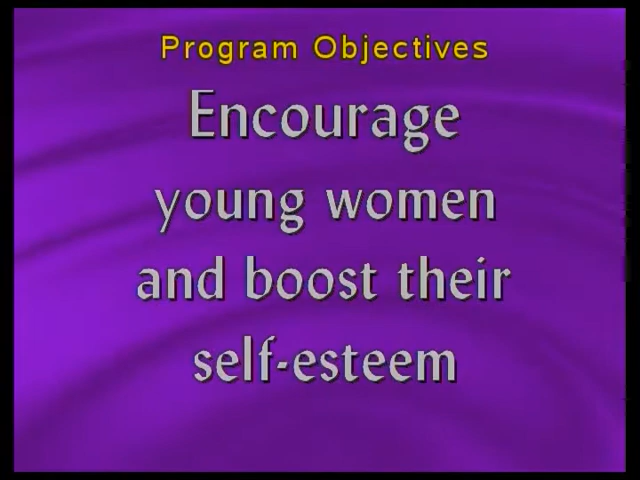 Program Objectives
Encourage
young women
and boost their
self-esteem